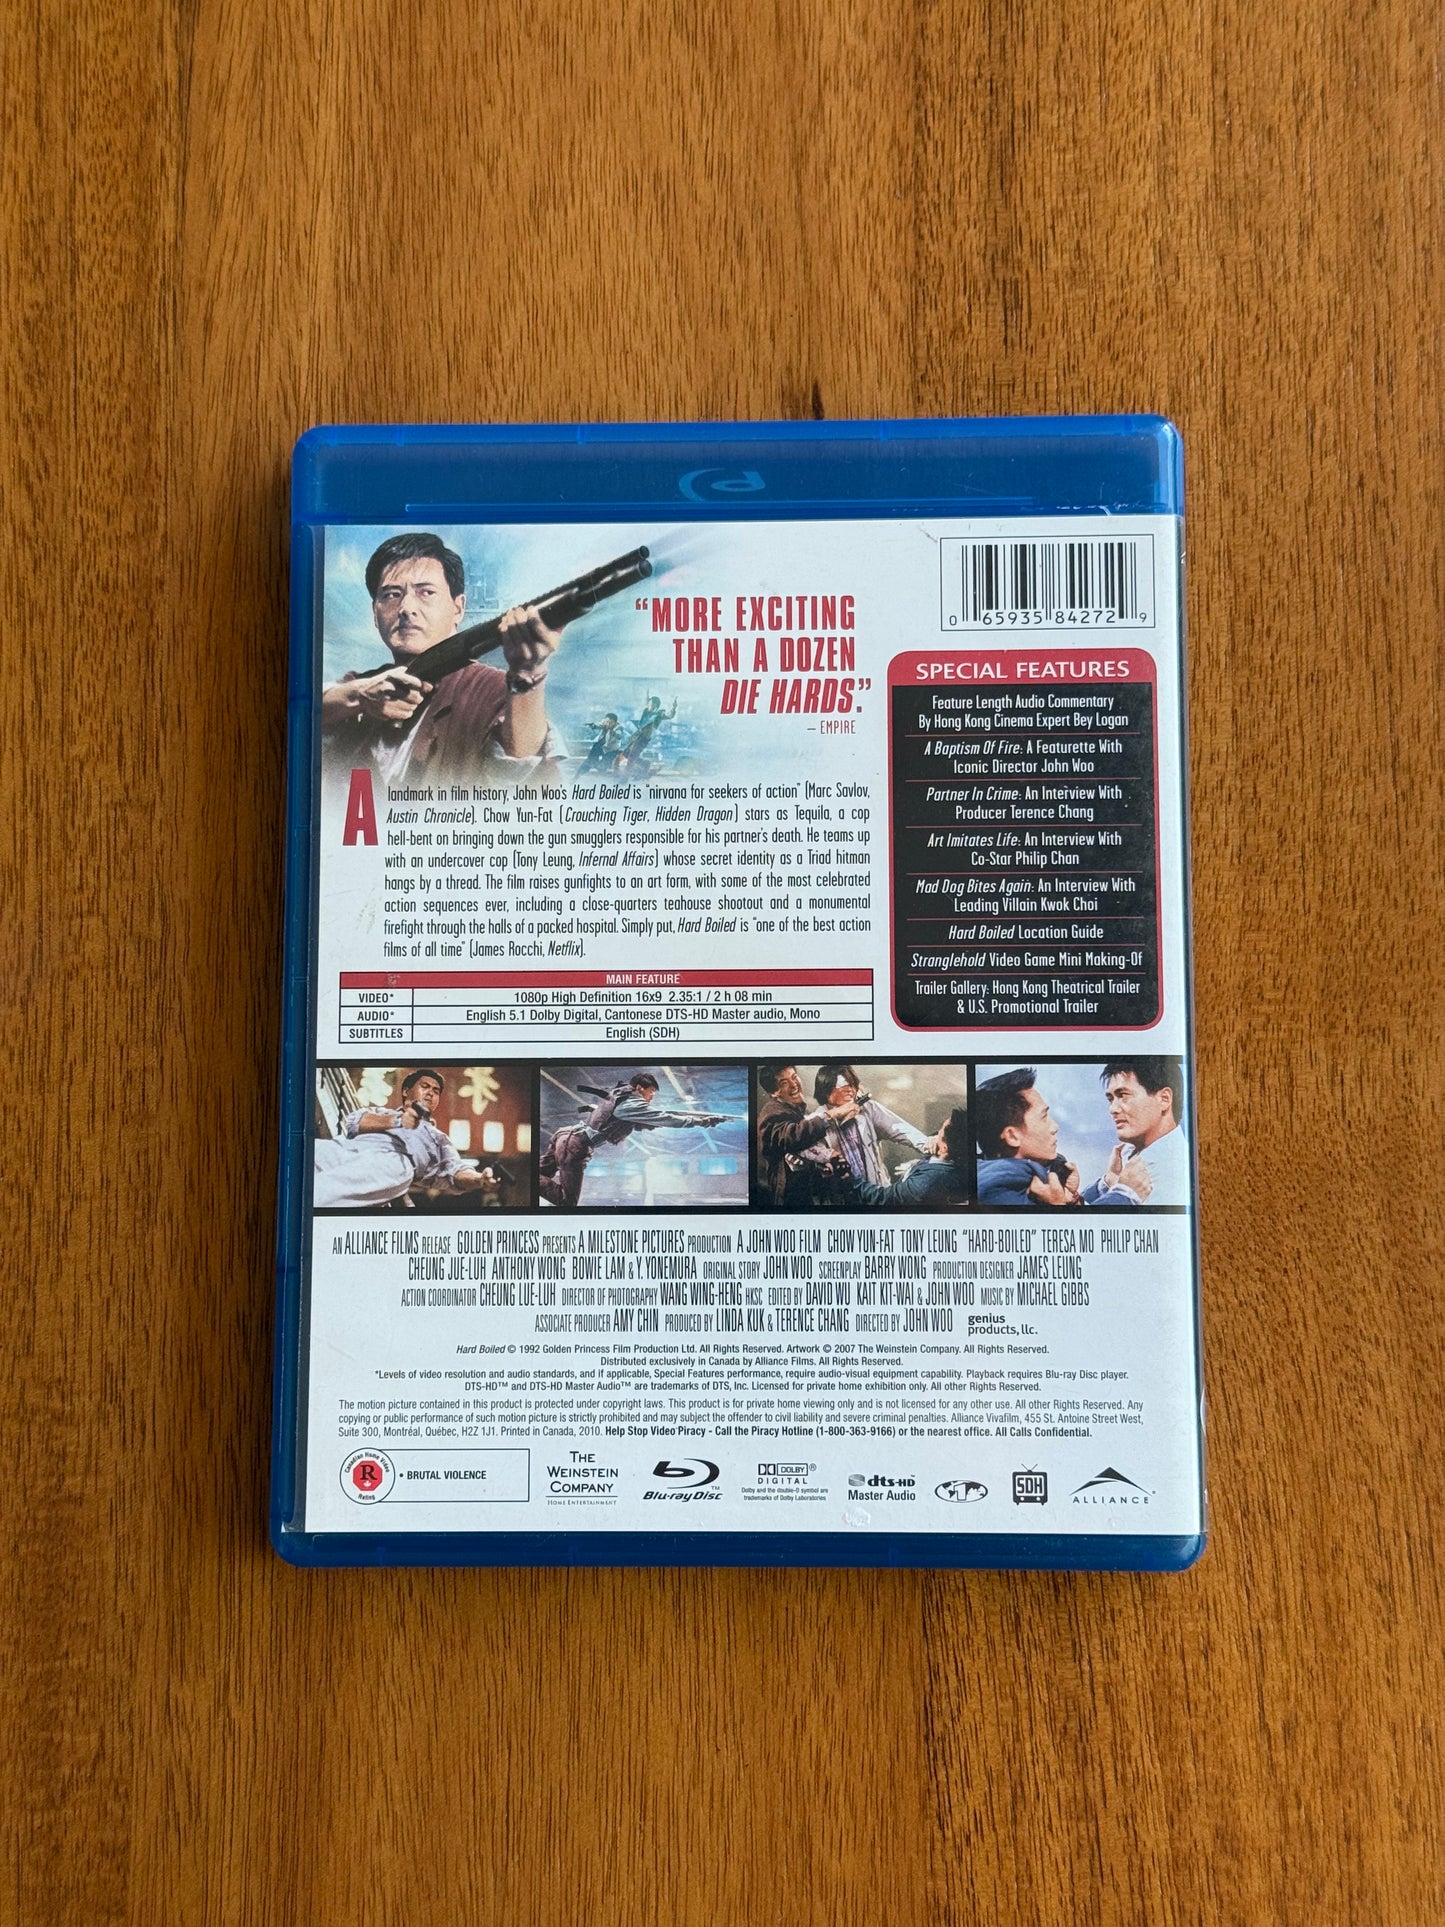 0 65935 84272 9
“MORE EXCITING
THAN A DOZEN
DIE HARDS.”
– EMPIRE
A landmark in film history, John Woo's Hard Boiled is “nirvana for seekers of action” (Marc Savlov,
Austin Chronicle). Chow Yun-Fat (Crouching Tiger, Hidden Dragon) stars as Tequila, a cop
hell-bent on bringing down the gun smugglers responsible for his partner's death. He teams up
with an undercover cop (Tony Leung, Infernal Affairs) whose secret identity as a Triad hitman
hangs by a thread. The film raises gunfights to an art form, with some of the most celebrated
action sequences ever, including a close-quarters teahouse shootout and a monumental
firefight through the halls of a packed hospital. Simply put, Hard Boiled is “one of the best action
films of all time” (James Rocchi, Netflix).
SPECIAL FEATURES
Feature Length Audio Commentary
By Hong Kong Cinema Expert Bey Logan
A Baptism Of Fire: A Featurette With
Iconic Director John Woo
Partner In Crime: An Interview With
Producer Terence Chang
Art Imitates Life: An Interview With
Co-Star Philip Chan
Mad Dog Bites Again: An Interview With
Leading Villain Kwok Choi
Hard Boiled Location Guide
Stranglehold Video Game Mini Making-Of
Trailer Gallery: Hong Kong Theatrical Trailer
& U.S. Promotional Trailer
MAIN FEATURE
VIDEO* 1080p High Definition 16x9 2.35:1 / 2 h 08 min
AUDIO* English 5.1 Dolby Digital, Cantonese DTS-HD Master audio, Mono
SUBTITLES English (SDH)
AN ALLIANCE FILMS RELEASE GOLDEN PRINCESS PRESENTS A MILESTONE PICTURES PRODUCTION A JOHN WOO FILM CHOW YUN-FAT TONY LEUNG “HARD-BOILED” TERESA MO PHILIP CHAN
CHEUNG JUE-LUH ANTHONY WONG BOWIE LAM & Y. YONEMURA ORIGINAL STORY JOHN WOO SCREENPLAY BARRY WONG PRODUCTION DESIGNER JAMES LEUNG
ACTION COORDINATOR CHEUNG LUE-LUH DIRECTOR OF PHOTOGRAPHY WANG WING-HENG HKSC EDITED BY DAVID WU KAIT KIT-WAI & JOHN WOO MUSIC BY MICHAEL GIBBS
ASSOCIATE PRODUCER AMY CHIN PRODUCED BY LINDA KUK & TERENCE CHANG DIRECTED BY JOHN WOO genius
products, llc.
Hard Boiled © 1992 Golden Princess Film Production Ltd. All Rights Reserved. Artwork © 2007 The Weinstein Company. All Rights Reserved.
Distributed exclusively in Canada by Alliance Films. All Rights Reserved.
*Levels of video resolution and audio standards, and if applicable, Special Features performance, require audio-visual equipment capability. Playback requires Blu-ray Disc player.
DTS-HD™ and DTS-HD Master Audio™ are trademarks of DTS, Inc. Licensed for private home exhibition only. All other Rights Reserved.
The motion picture contained in this product is protected under copyright laws. This product is for private home viewing only and is not licensed for any other use. All other Rights Reserved. Any
copying or public performance of such motion picture is strictly prohibited and may subject the offender to civil liability and severe criminal penalties. Alliance Vivafilm, 455 St. Antoine Street West,
Suite 300, Montréal, Québec, H2Z 1J1. Printed in Canada, 2010. Help Stop Video Piracy - Call the Piracy Hotline (1-800-363-9166) or the nearest office. All Calls Confidential.
Canadian Home Video
R
Rating
• BRUTAL VIOLENCE
THE
WEINSTEIN
COMPANY
HOME ENTERTAINMENT
Blu-ray Disc™
DOLBY®
DIGITAL
Dolby and the double-D symbol are
trademarks of Dolby Laboratories
dts-HD
Master Audio
1
SDH
ALLIANCE